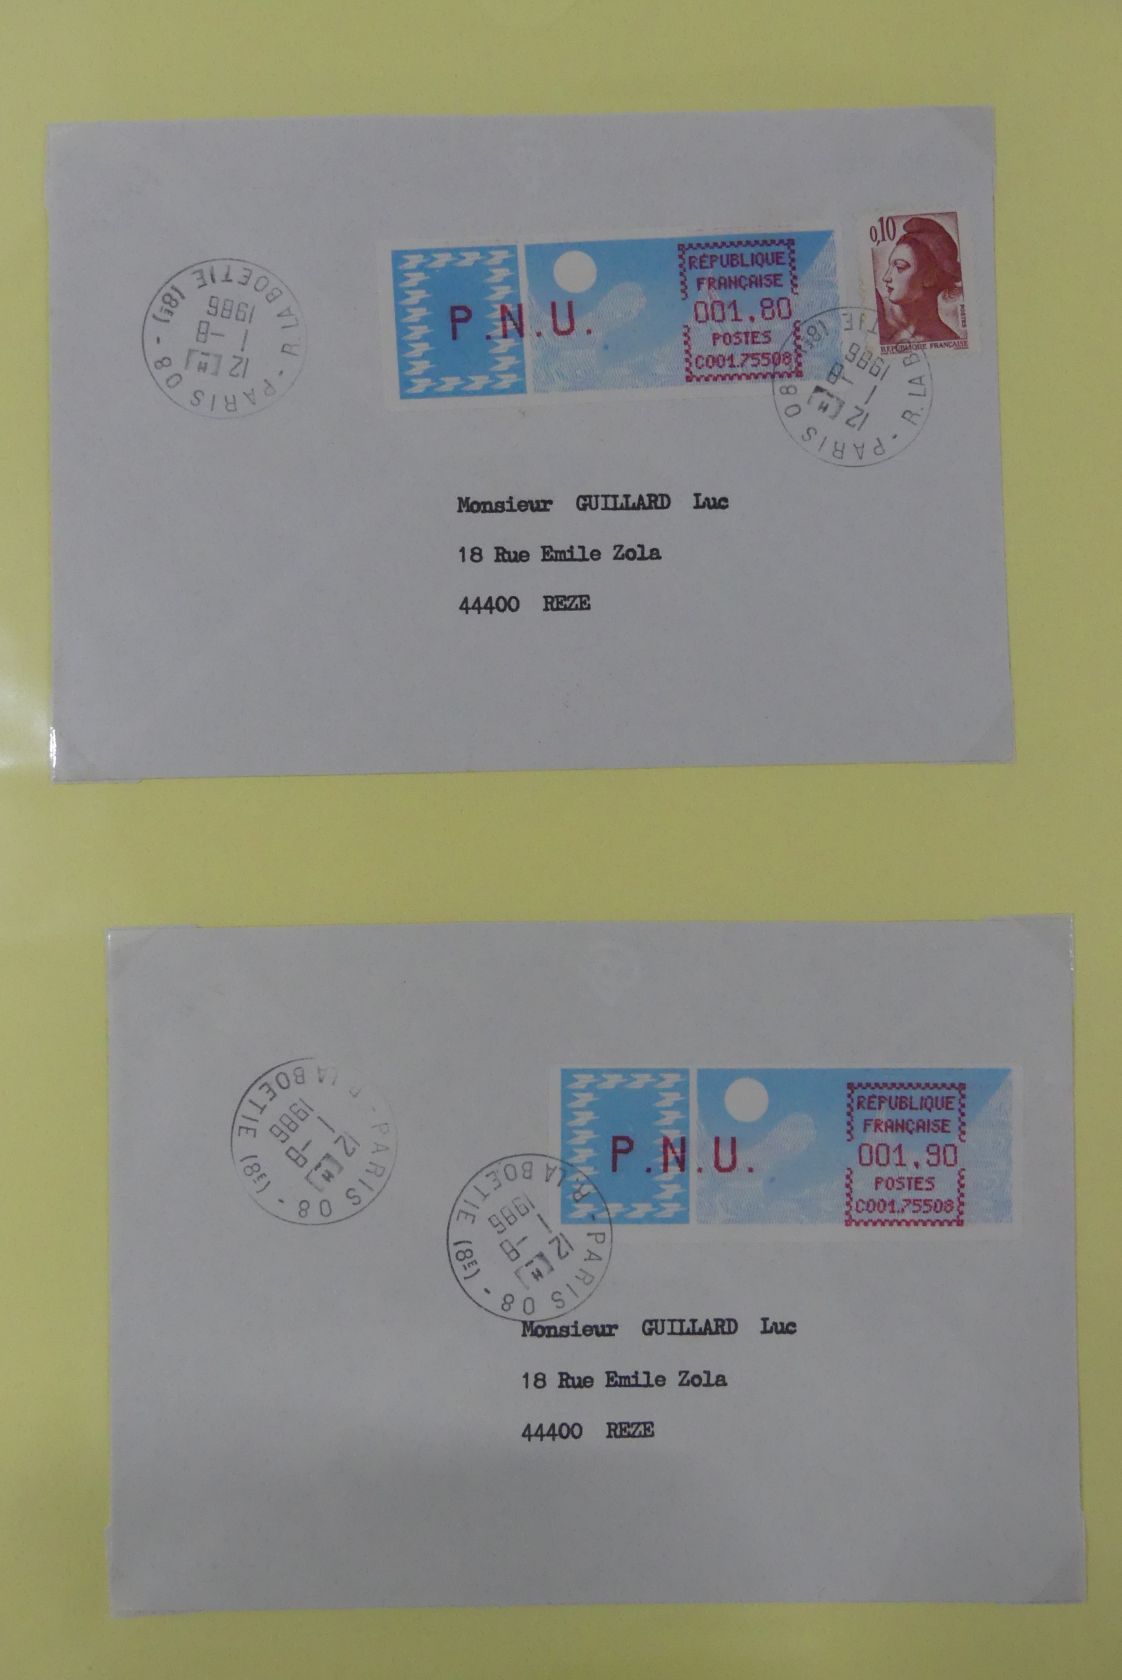 R. LA BOETIE (8E) - PARIS 08 -
12 H
1 -8
1986
P.N.U.
RÉPUBLIQUE
FRANÇAISE
001,80
POSTES
C001.75508
0,10
RÉPUBLIQUE FRANÇAISE
PARIS 08 - R. LA B
ETIE (8E)
12 H
1 -8
1986
Monsieur GUILLARD Luc
18 Rue Emile Zola
44400 REZE
PARIS 08 - (8E) LA BOETIE
12 H
1 -8
1986
P.N.U.
RÉPUBLIQUE
FRANÇAISE
001,90
POSTES
C001.75508
R. LA BOETIE (8E) - PARIS 08 -
12 H
1 -8
1986
Monsieur GUILLARD Luc
18 Rue Emile Zola
44400 REZE